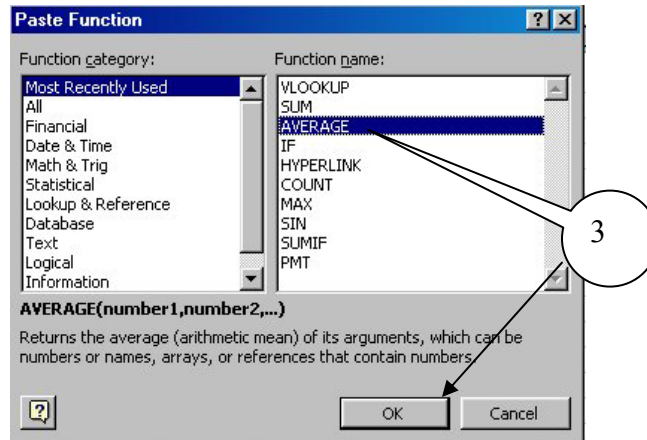 Paste Function
Function category:
Function name:
Most Recently Used
All
Financial
Date & Time
Math & Trig
Statistical
Lookup & Reference
Database
Text
Logical
Information
VLOOKUP
SUM
AVERAGE
IF
HYPERLINK
COUNT
MAX
SIN
SUMIF
PMT
3
AVERAGE(number1,number2,...)
Returns the average (arithmetic mean) of its arguments, which can be
numbers or names, arrays, or references that contain numbers.
OK
Cancel